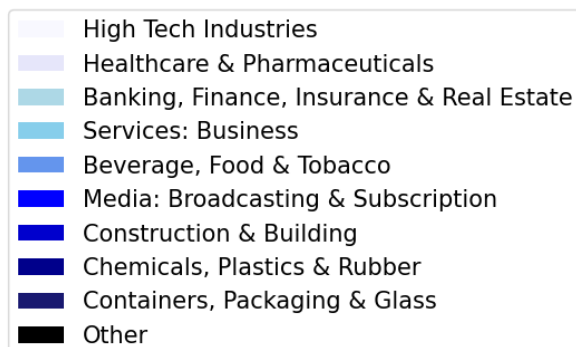 High Tech Industries
Healthcare & Pharmaceuticals
Banking, Finance, Insurance & Real Estate
Services: Business
Beverage, Food & Tobacco
Media: Broadcasting & Subscription
Construction & Building
Chemicals, Plastics & Rubber
Containers, Packaging & Glass
Other